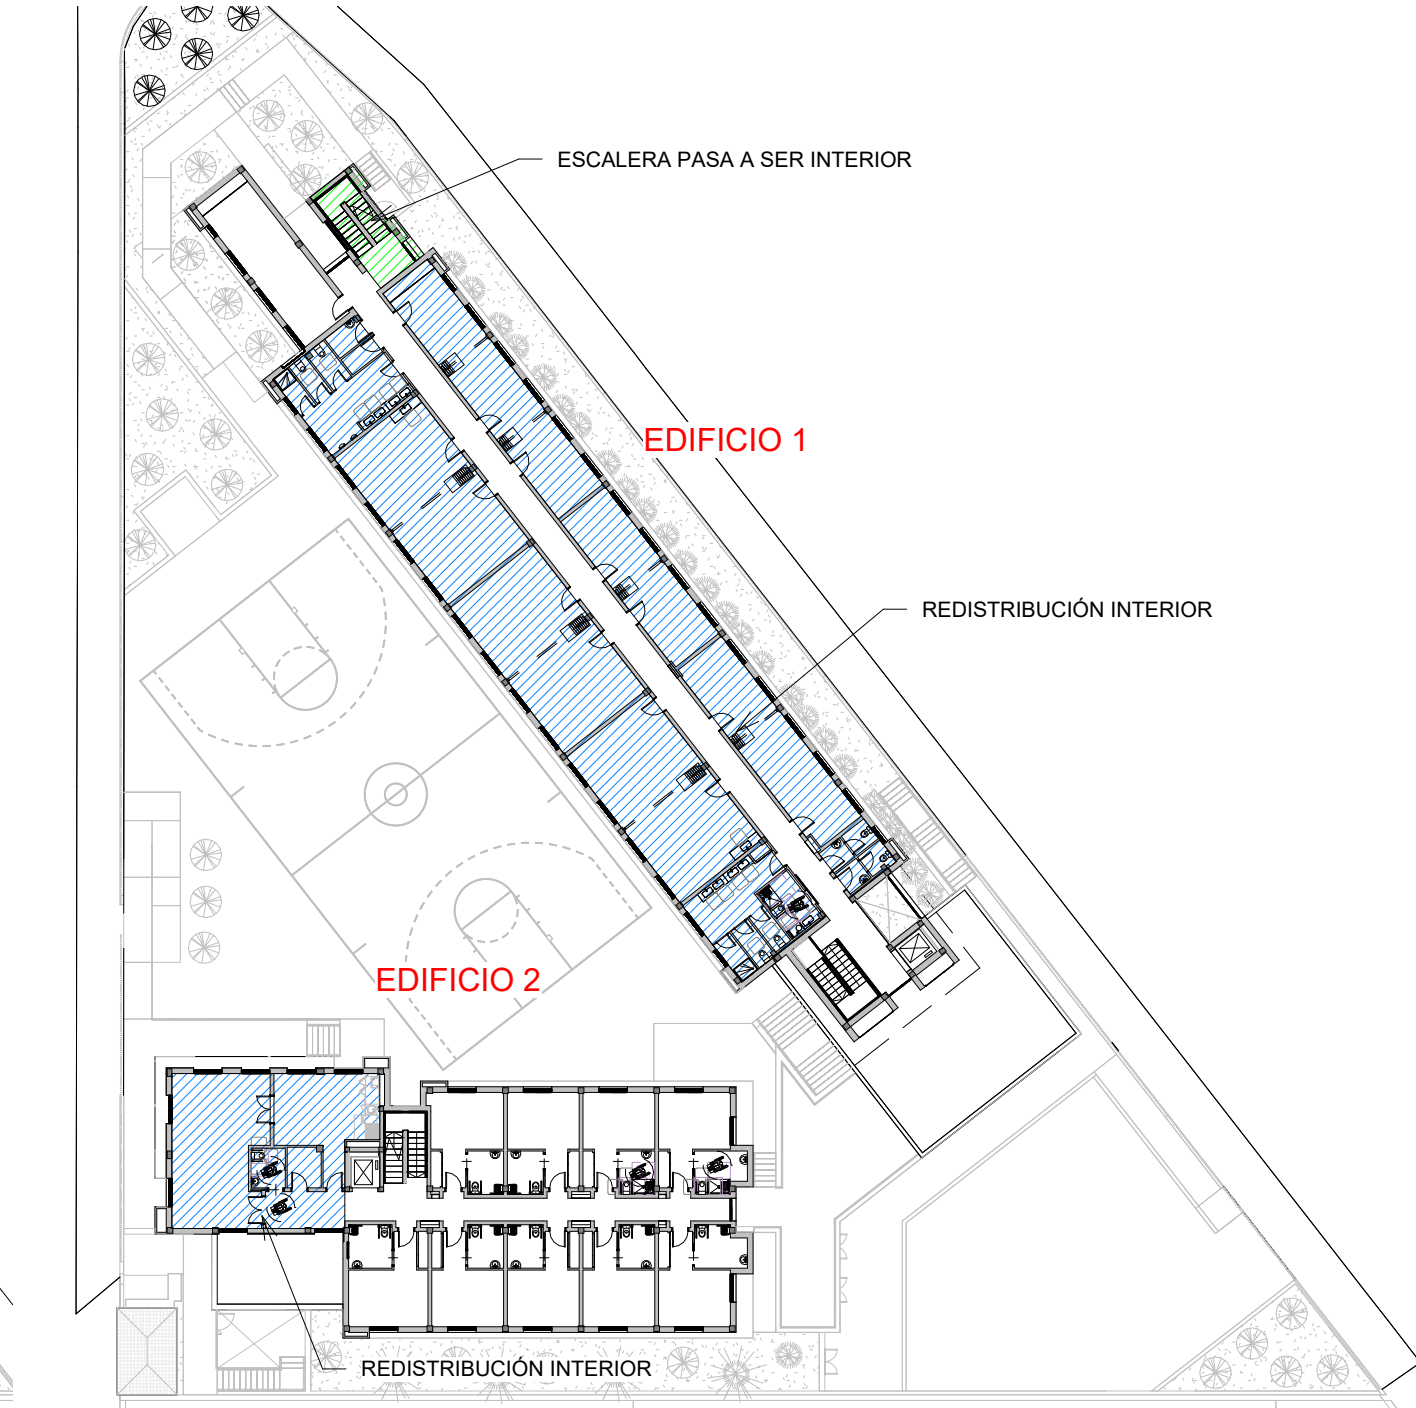 ESCALERA PASA A SER INTERIOR
EDIFICIO 1
REDISTRIBUCIÓN INTERIOR
EDIFICIO 2
REDISTRIBUCIÓN INTERIOR